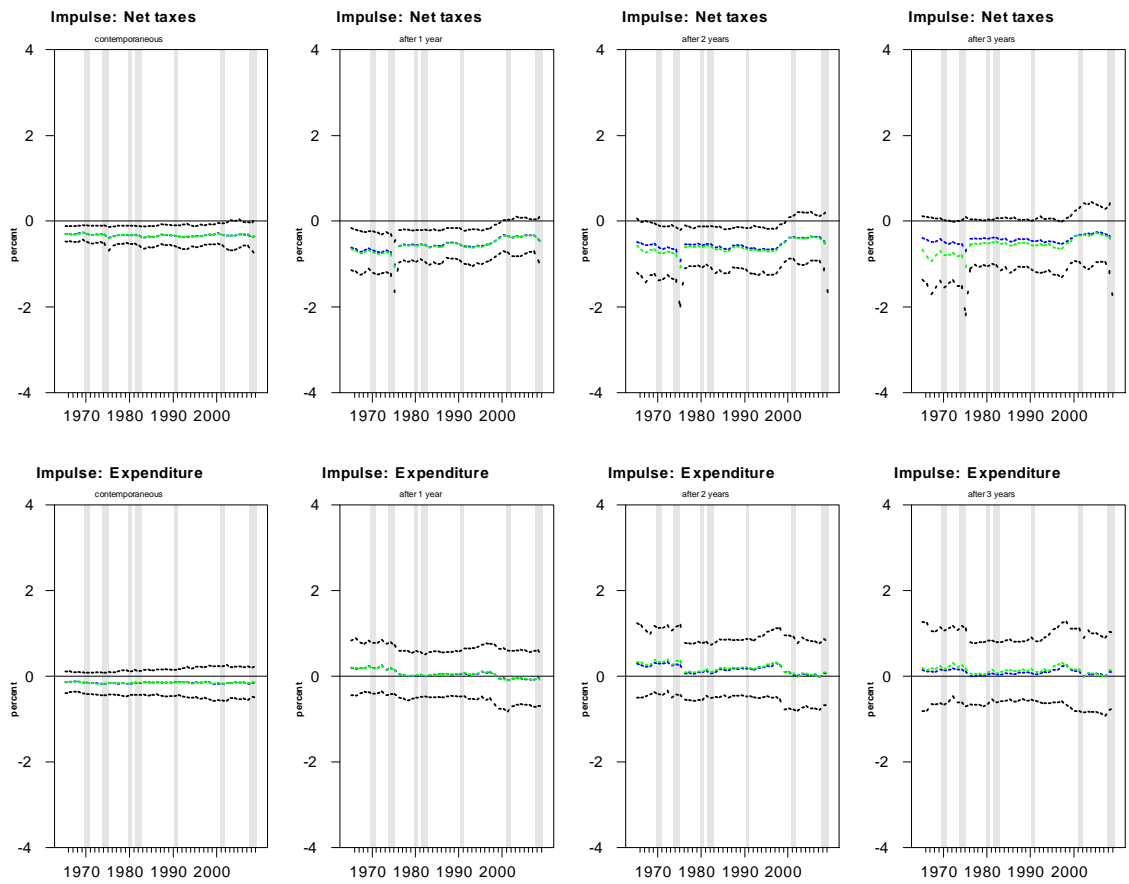 Impulse: Net taxes
contemporaneous
4
2
0
-2
-4
percent
1970 1980 1990 2000
Impulse: Net taxes
after 1 year
4
2
0
-2
-4
percent
1970 1980 1990 2000
Impulse: Net taxes
after 2 years
4
2
0
-2
-4
percent
1970 1980 1990 2000
Impulse: Net taxes
after 3 years
4
2
0
-2
-4
percent
1970 1980 1990 2000
Impulse: Expenditure
contemporaneous
4
2
0
-2
-4
percent
1970 1980 1990 2000
Impulse: Expenditure
after 1 year
4
2
0
-2
-4
percent
1970 1980 1990 2000
Impulse: Expenditure
after 2 years
4
2
0
-2
-4
percent
1970 1980 1990 2000
Impulse: Expenditure
after 3 years
4
2
0
-2
-4
percent
1970 1980 1990 2000